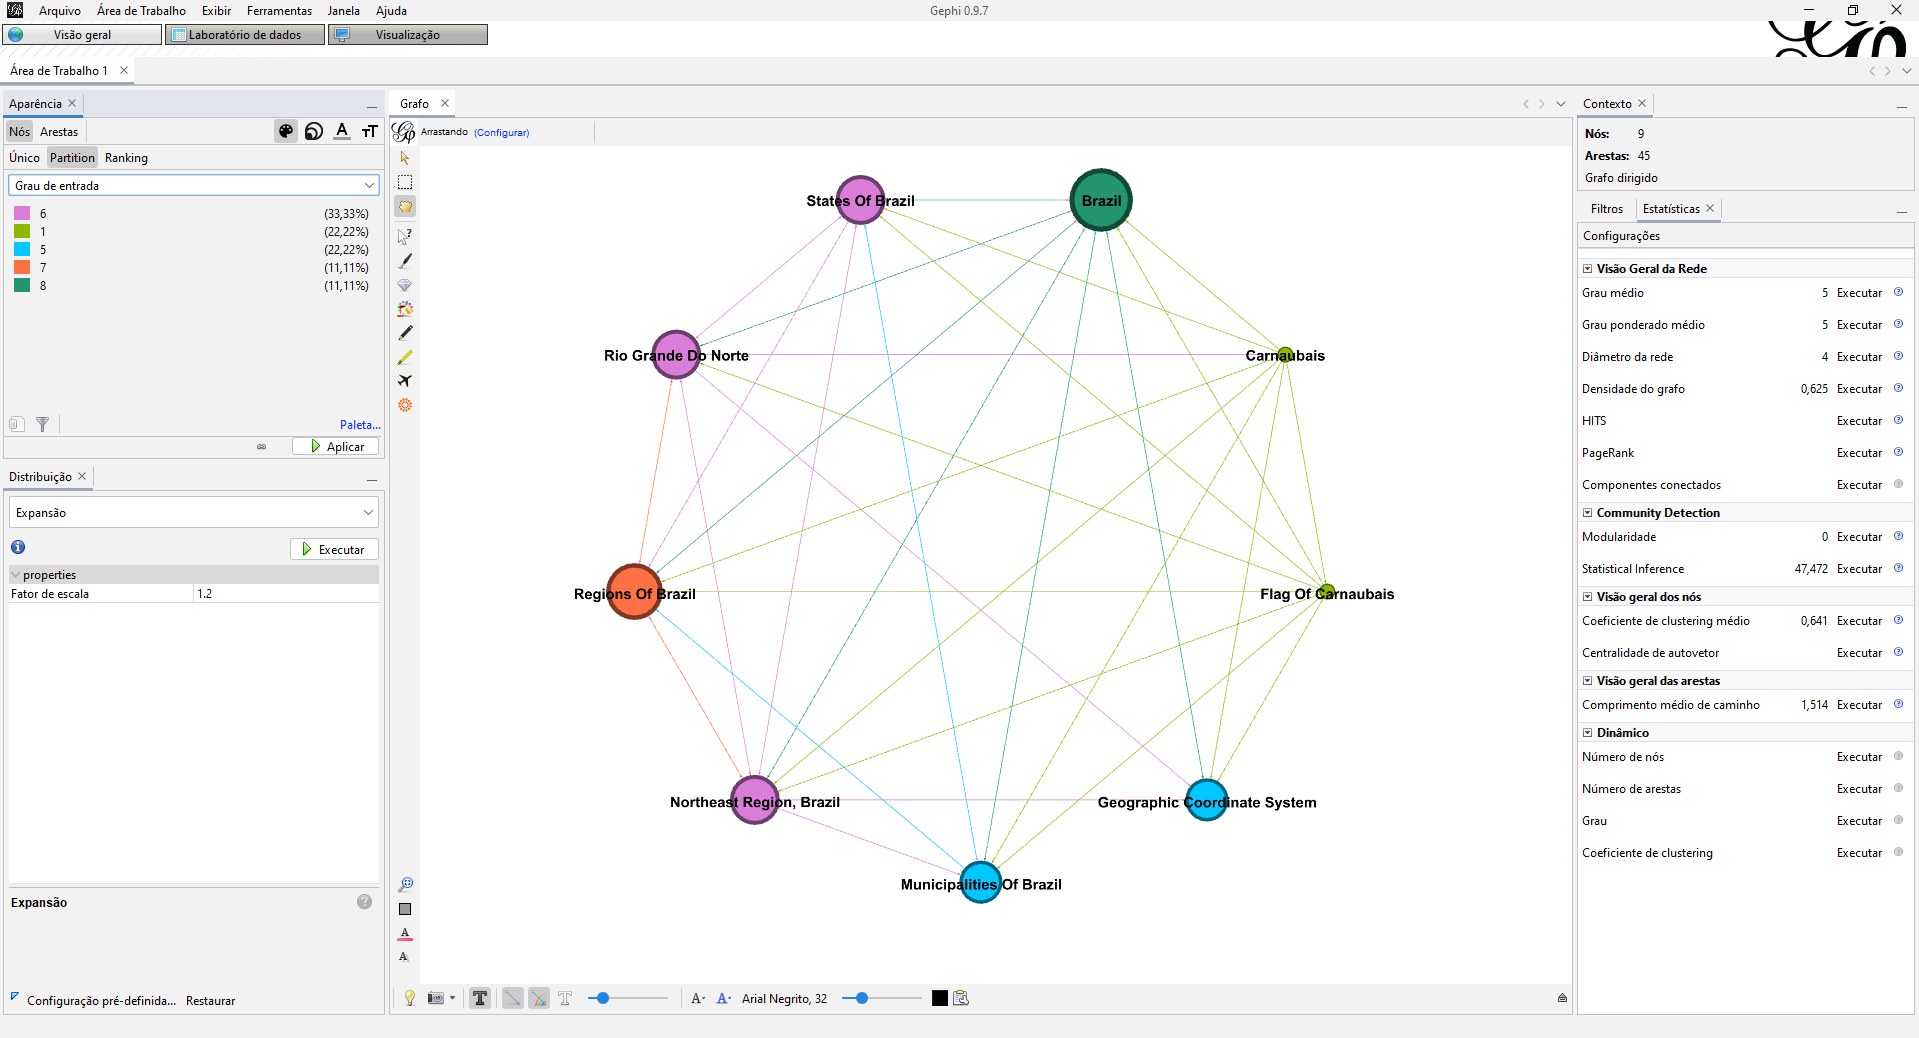 Arquivo Área de Trabalho Exibir Ferramentas Janela Ajuda
Gephi 0.9.7
Visão geral
Laboratório de dados
Visualização
Área de Trabalho 1
Aparência
Nós Arestas
A
тT
Único Partition Ranking
Grau de entrada
6 (33,33%)
1 (22,22%)
5 (22,22%)
7 (11,11%)
8 (11,11%)
Paleta...
Aplicar
Distribuição
Expansão
Executar
properties
Fator de escala 1.2
Expansão
Configuração pré-definida... Restaurar
Grafo
Arrastando (Configurar)
States Of Brazil
Brazil
Rio Grande Do Norte
Carnaubais
Regions Of Brazil
Flag Of Carnaubais
Northeast Region, Brazil
Geographic Coordinate System
Municipalities Of Brazil
A
A
T T A- A- Arial Negrito, 32
Contexto
Nós: 9
Arestas: 45
Grafo dirigido
Filtros Estatísticas
Configurações
Visão Geral da Rede
Grau médio 5 Executar
Grau ponderado médio 5 Executar
Diâmetro da rede 4 Executar
Densidade do grafo 0,625 Executar
HITS Executar
PageRank Executar
Componentes conectados Executar
Community Detection
Modularidade 0 Executar
Statistical Inference 47,472 Executar
Visão geral dos nós
Coeficiente de clustering médio 0,641 Executar
Centralidade de autovetor Executar
Visão geral das arestas
Comprimento médio de caminho 1,514 Executar
Dinâmico
Número de nós Executar
Número de arestas Executar
Grau Executar
Coeficiente de clustering Executar